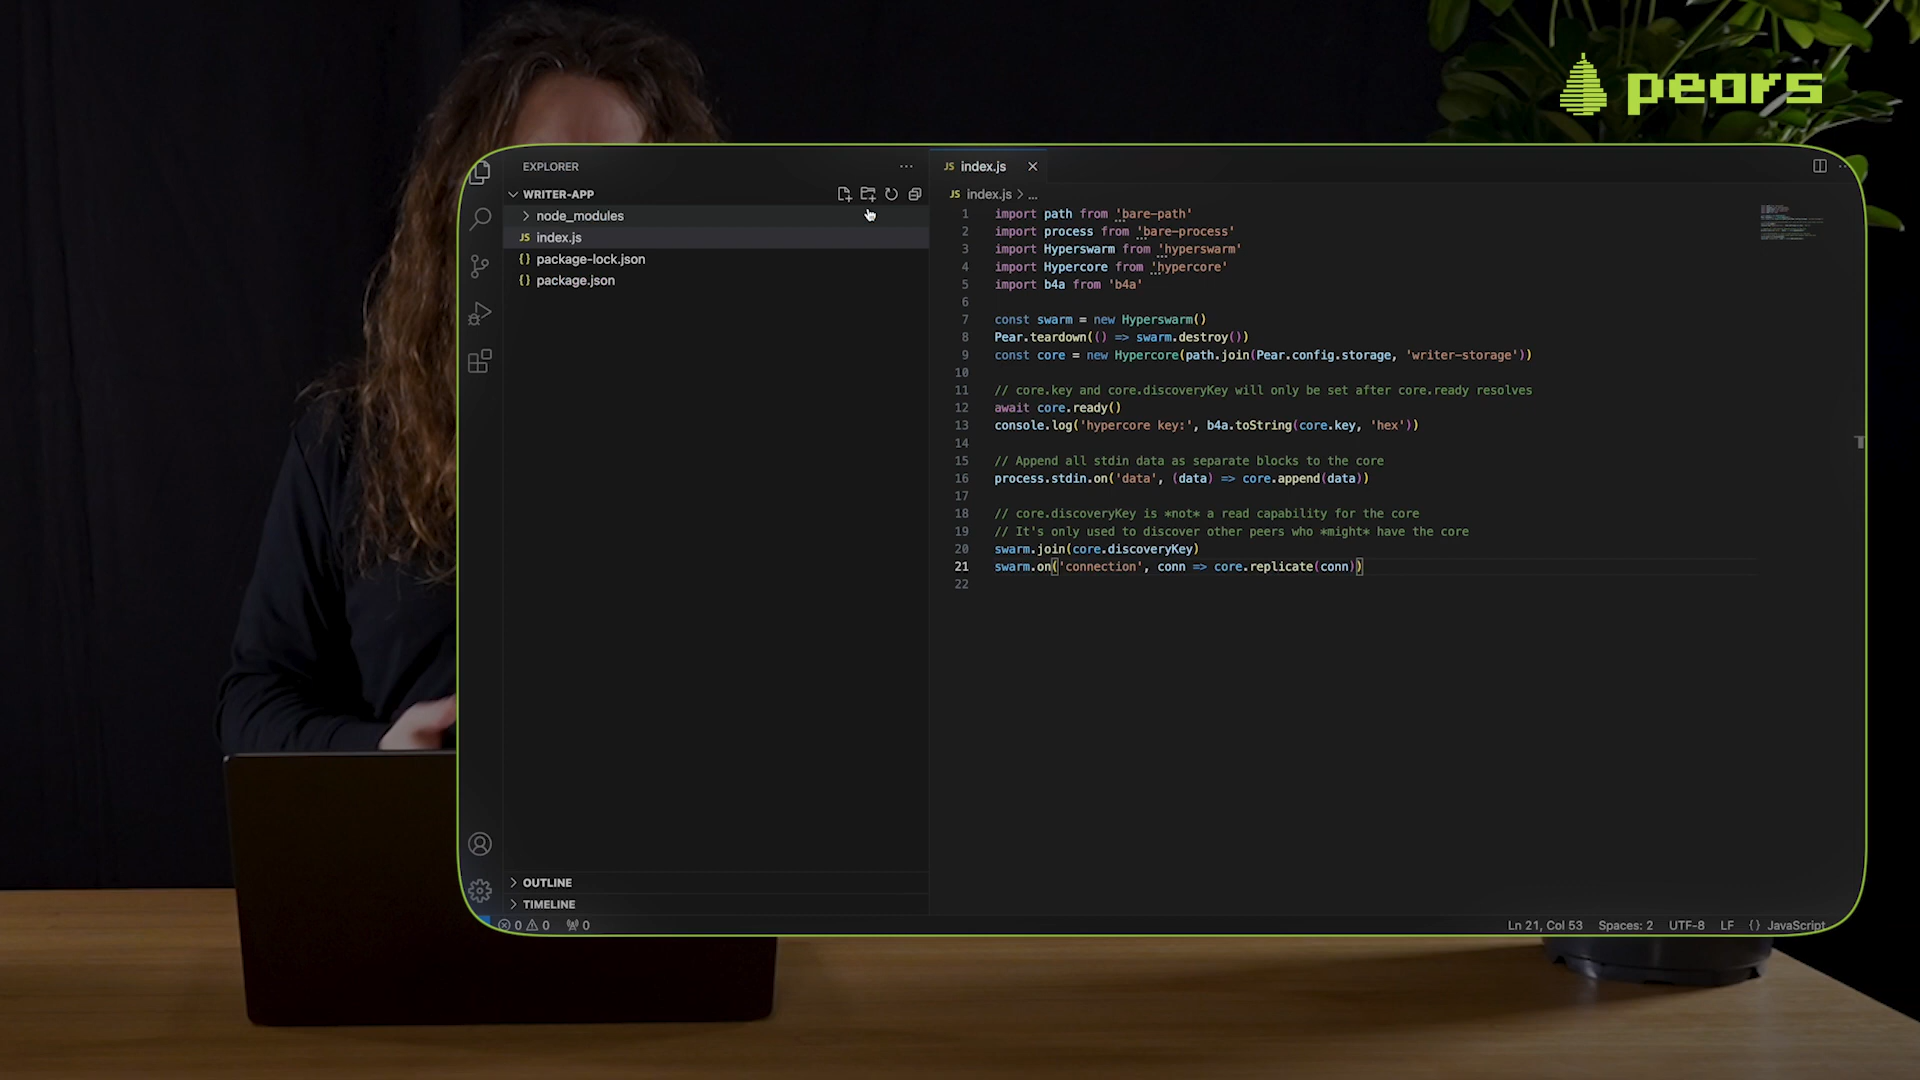 pears
EXPLORER
WRITER-APP
node_modules
JS index.js
{} package-lock.json
{} package.json
OUTLINE
TIMELINE
0 0 0
JS index.js
JS index.js > ...
1 import path from 'bare-path'
2 import process from 'bare-process'
3 import Hyperswarm from 'hyperswarm'
4 import Hypercore from 'hypercore'
5 import b4a from 'b4a'
6
7 const swarm = new Hyperswarm()
8 Pear.teardown(() => swarm.destroy())
9 const core = new Hypercore(path.join(Pear.config.storage, 'writer-storage'))
10
11 // core.key and core.discoveryKey will only be set after core.ready resolves
12 await core.ready()
13 console.log('hypercore key:', b4a.toString(core.key, 'hex'))
14
15 // Append all stdin data as separate blocks to the core
16 process.stdin.on('data', (data) => core.append(data))
17
18 // core.discoveryKey is *not* a read capability for the core
19 // It's only used to discover other peers who *might* have the core
20 swarm.join(core.discoveryKey)
21 swarm.on('connection', conn => core.replicate(conn))
22
Ln 21, Col 53 Spaces: 2 UTF-8 LF {} JavaScript